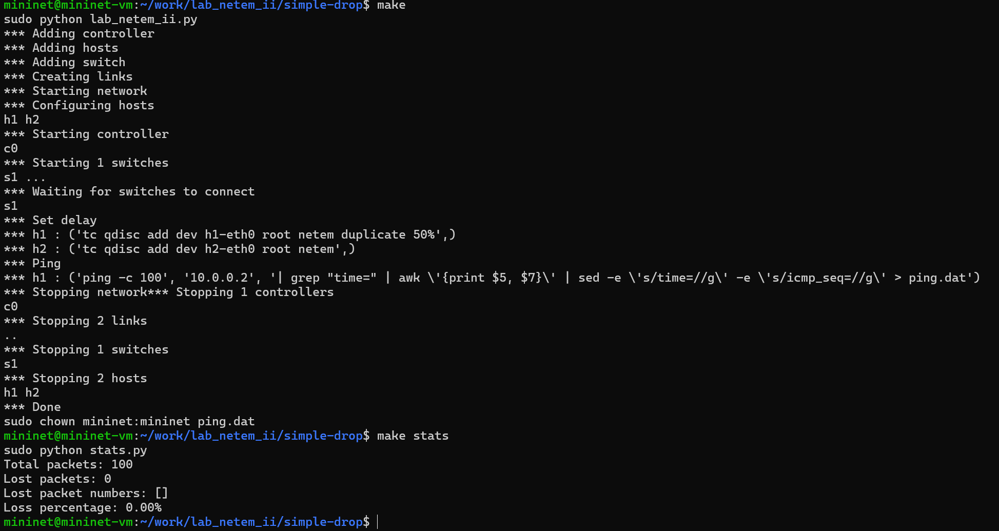 mininet@mininet-vm:~/work/lab_netem_ii/simple-drop$ make
sudo python lab_netem_ii.py
*** Adding controller
*** Adding hosts
*** Adding switch
*** Creating links
*** Starting network
*** Configuring hosts
h1 h2
*** Starting controller
c0
*** Starting 1 switches
s1 ...
*** Waiting for switches to connect
s1
*** Set delay
*** h1 : ('tc qdisc add dev h1-eth0 root netem duplicate 50%',)
*** h2 : ('tc qdisc add dev h2-eth0 root netem',)
*** Ping
*** h1 : ('ping -c 100', '10.0.0.2', '| grep "time=" | awk \'{print $5, $7}\' | sed -e \'s/time=//g\' -e \'s/icmp_seq=//g\' > ping.dat')
*** Stopping network*** Stopping 1 controllers
c0
*** Stopping 2 links
..
*** Stopping 1 switches
s1
*** Stopping 2 hosts
h1 h2
*** Done
sudo chown mininet:mininet ping.dat
mininet@mininet-vm:~/work/lab_netem_ii/simple-drop$ make stats
sudo python stats.py
Total packets: 100
Lost packets: 0
Lost packet numbers: []
Loss percentage: 0.00%
mininet@mininet-vm:~/work/lab_netem_ii/simple-drop$